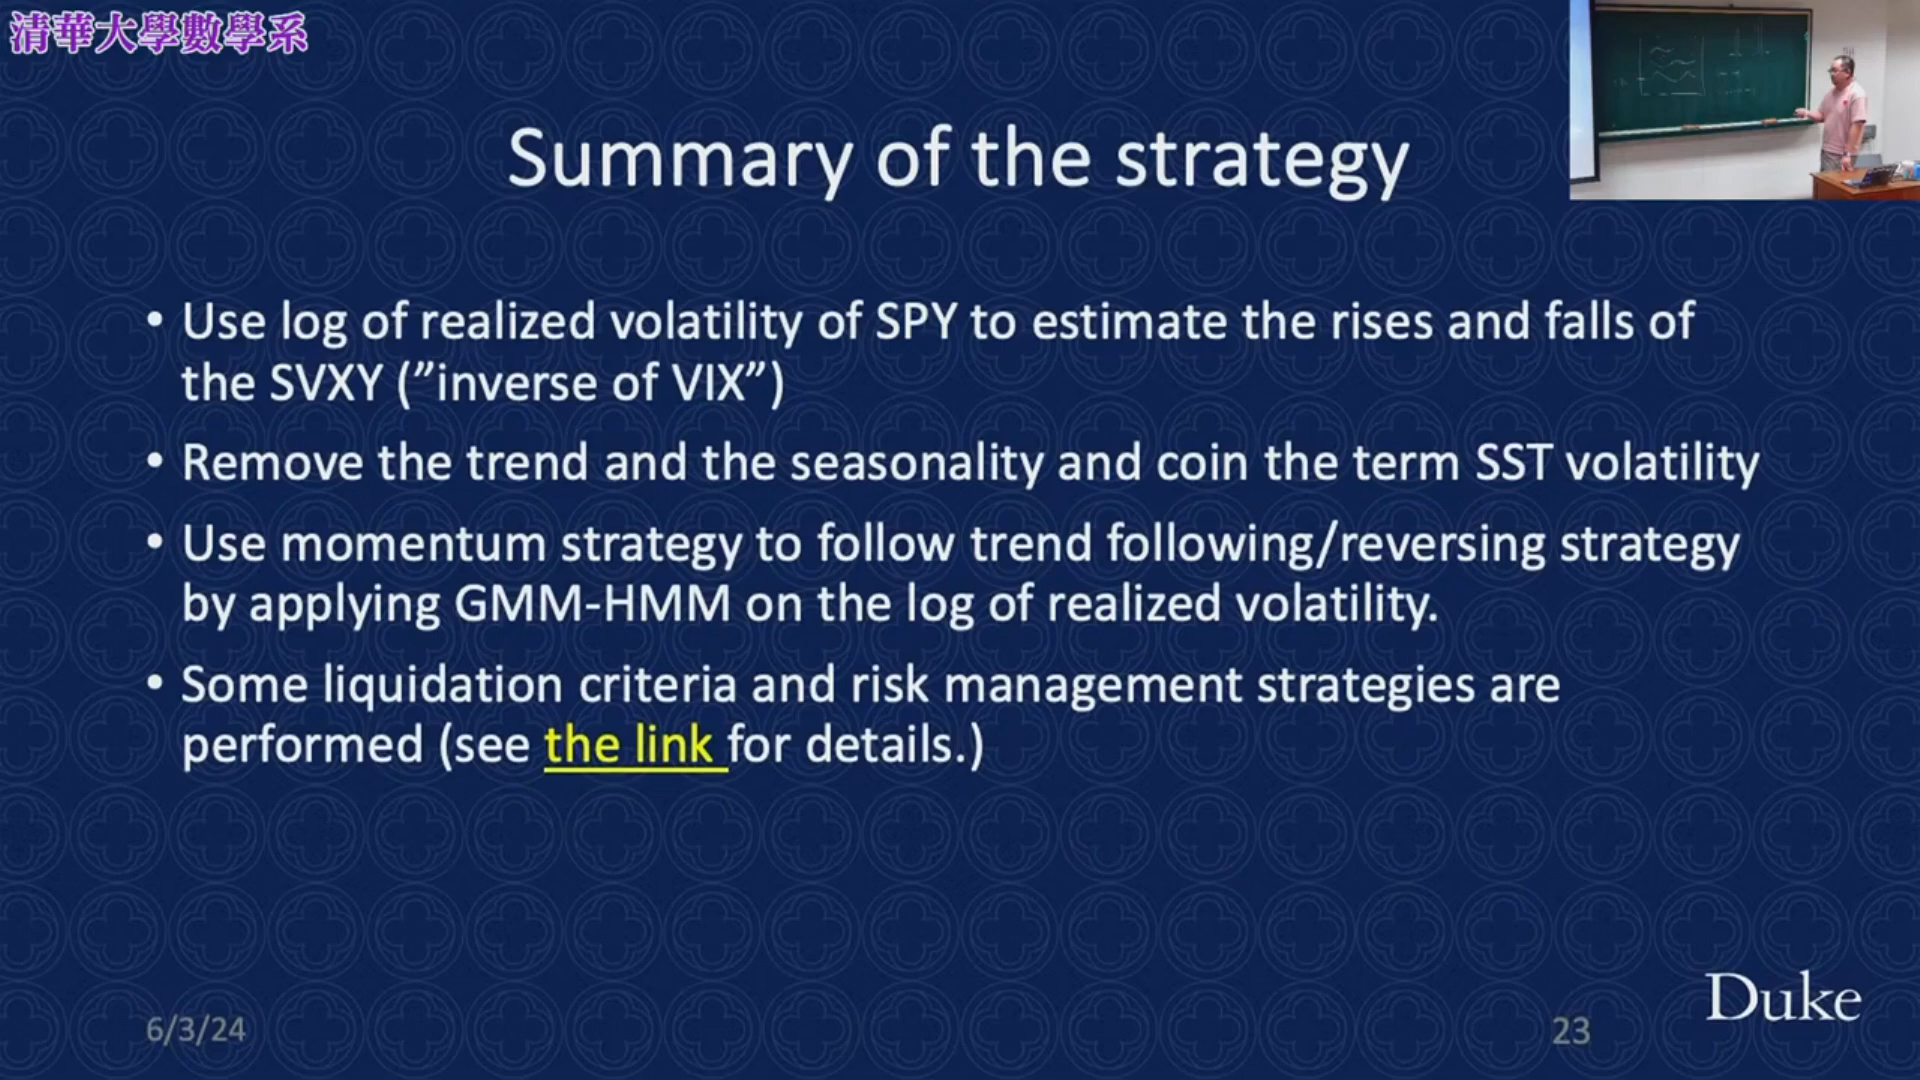 清華大學數學系
Summary of the strategy
• Use log of realized volatility of SPY to estimate the rises and falls of
the SVXY (”inverse of VIX”)
• Remove the trend and the seasonality and coin the term SST volatility
• Use momentum strategy to follow trend following/reversing strategy
by applying GMM-HMM on the log of realized volatility.
• Some liquidation criteria and risk management strategies are
performed (see the link for details.)
Duke
6/3/24
23